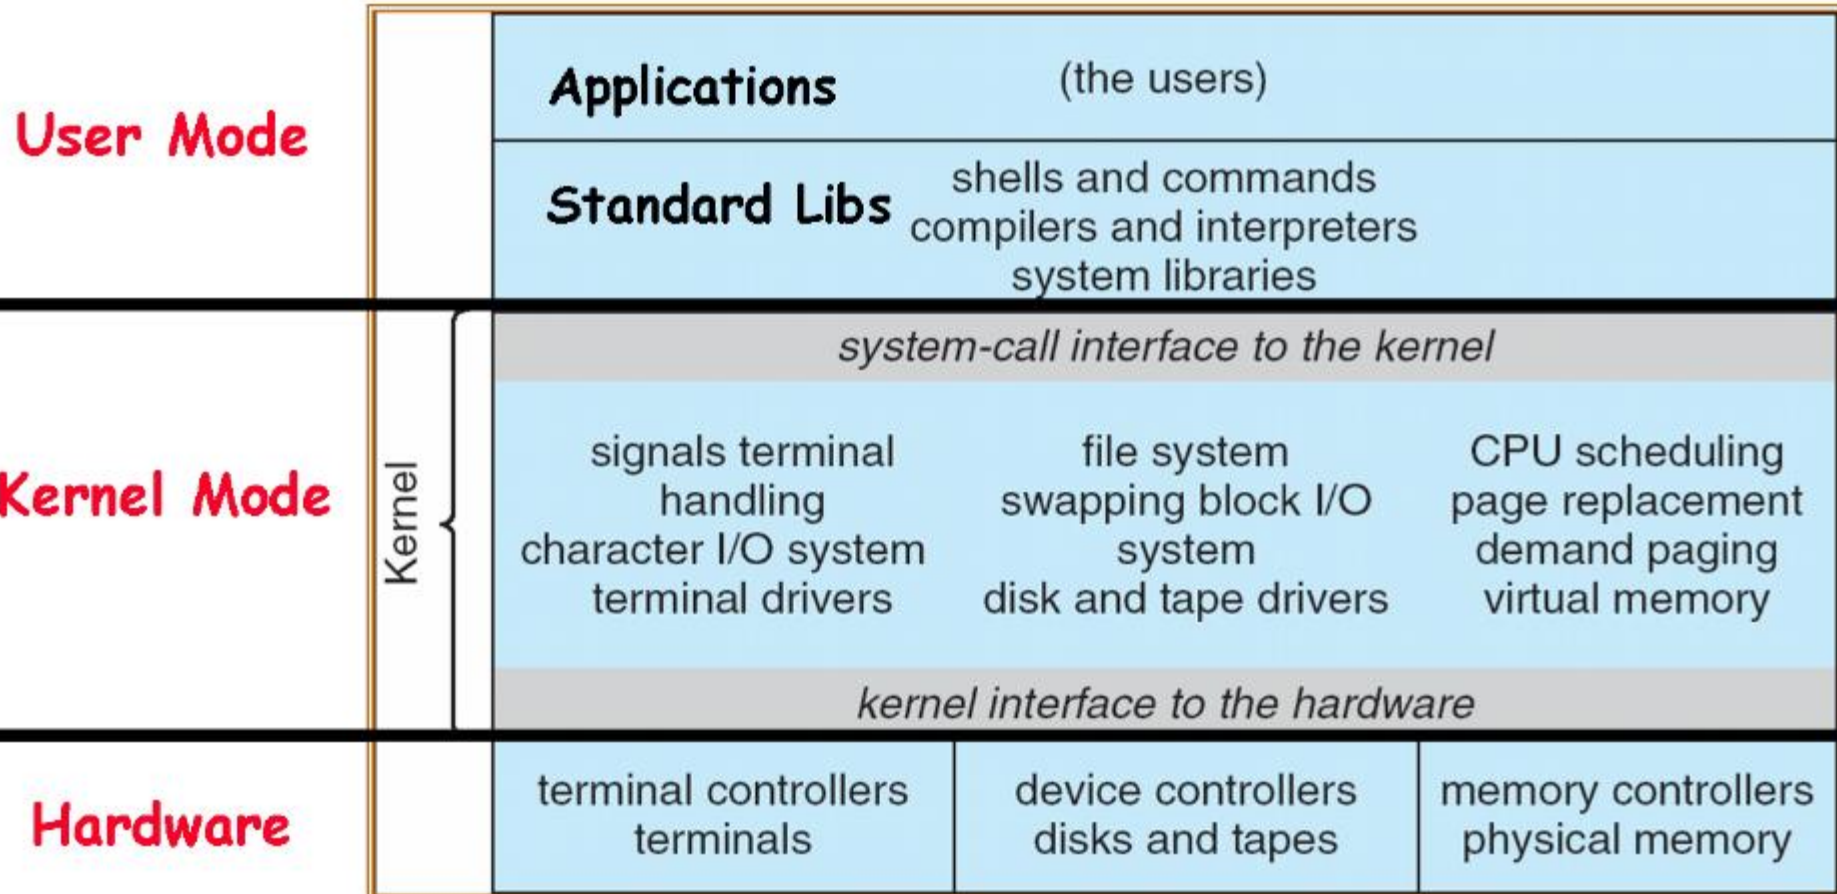 User Mode
Applications
(the users)
Standard Libs
shells and commands
compilers and interpreters
system libraries
Kernel Mode
Kernel
system-call interface to the kernel
signals terminal
handling
character I/O system
terminal drivers
file system
swapping block I/O
system
disk and tape drivers
CPU scheduling
page replacement
demand paging
virtual memory
kernel interface to the hardware
Hardware
terminal controllers
terminals
device controllers
disks and tapes
memory controllers
physical memory